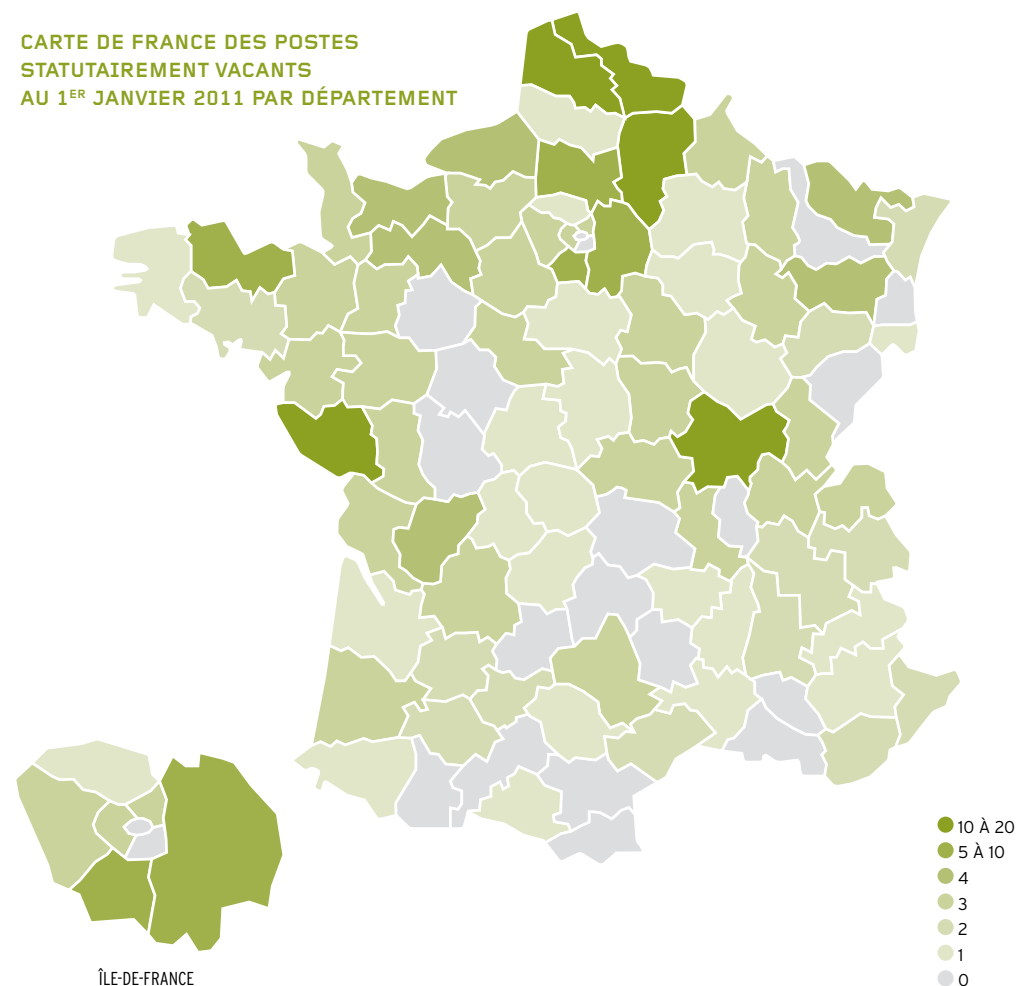 CARTE DE FRANCE DES POSTES
STATUTAIREMENT VACANTS
AU 1ER JANVIER 2011 PAR DÉPARTEMENT
10 À 20
5 À 10
4
3
2
1
0
ÎLE-DE-FRANCE